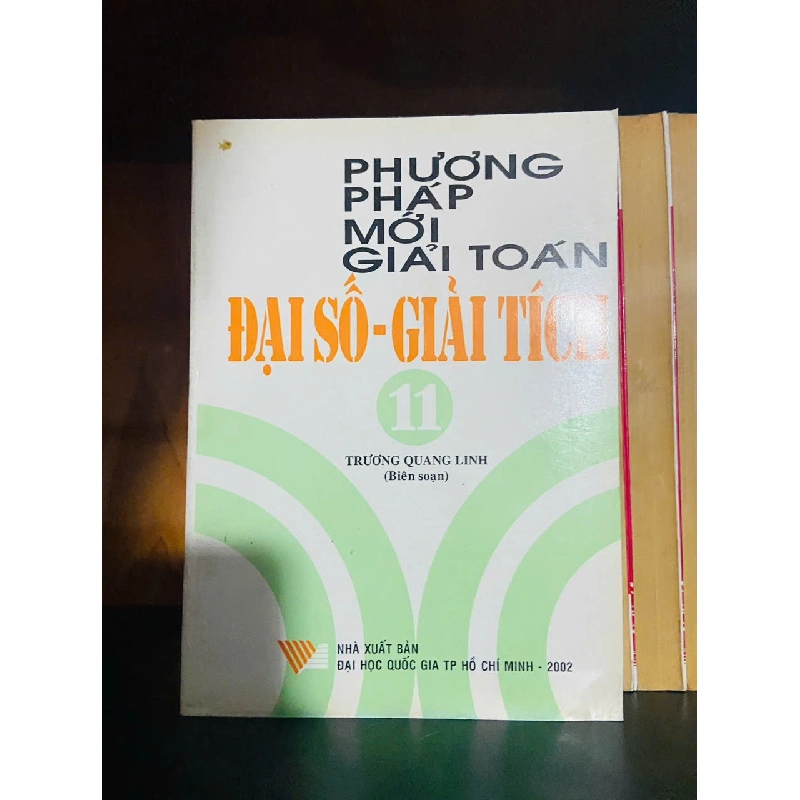 PHƯƠNG
PHÁP
MỚI
GIẢI TOÁN
ĐẠI SỐ-GIẢI TÍCH
11
TRƯƠNG QUANG LINH
(Biên soạn)
NHÀ XUẤT BẢN
ĐẠI HỌC QUỐC GIA TP HỒ CHÍ MINH - 2002